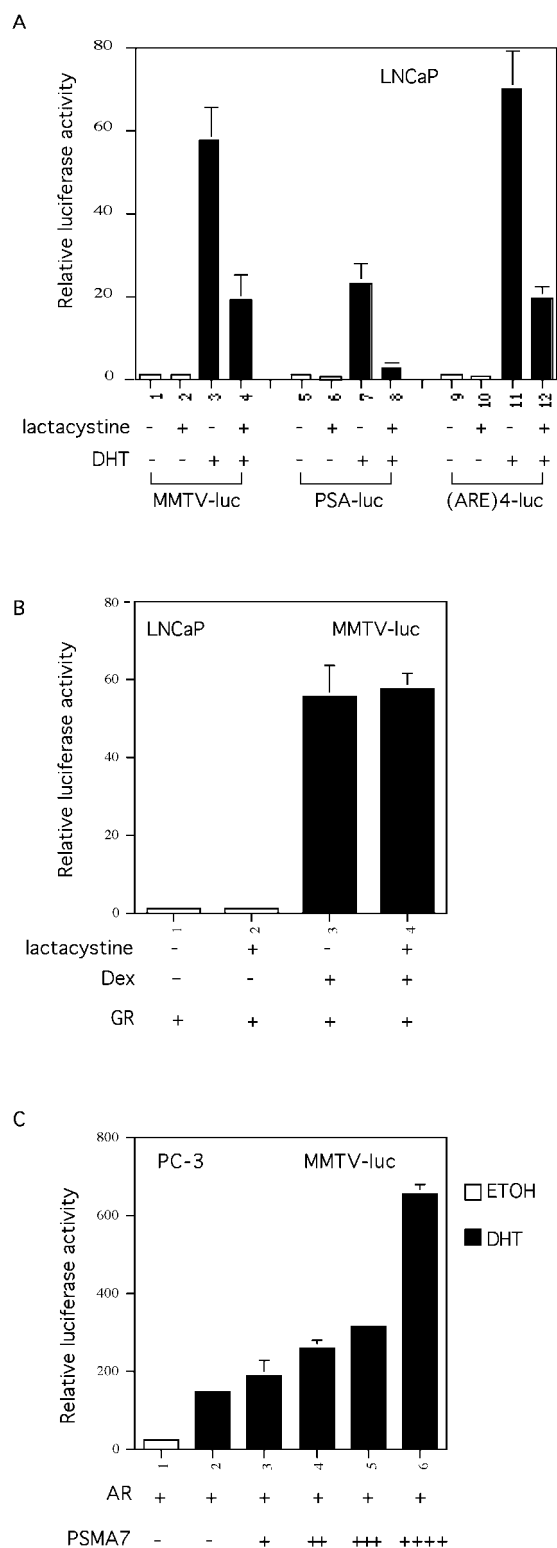 A
LNCaP
Relative luciferase activity
80
60
40
20
0
1 2 3 4 5 6 7 8 9 10 11 12
lactacystine - + - + - + - + - + - +
DHT - - + + - - + + - - + +
MMTV-luc PSA-luc (ARE)4-luc
B
LNCaP MMTV-luc
Relative luciferase activity
80
60
40
20
0
1 2 3 4
lactacystine - + - +
Dex - - + +
GR + + + +
C
PC-3 MMTV-luc
ETOH
DHT
Relative luciferase activity
800
600
400
200
0
1 2 3 4 5 6
AR + + + + + +
PSMA7 - - + ++ +++ ++++